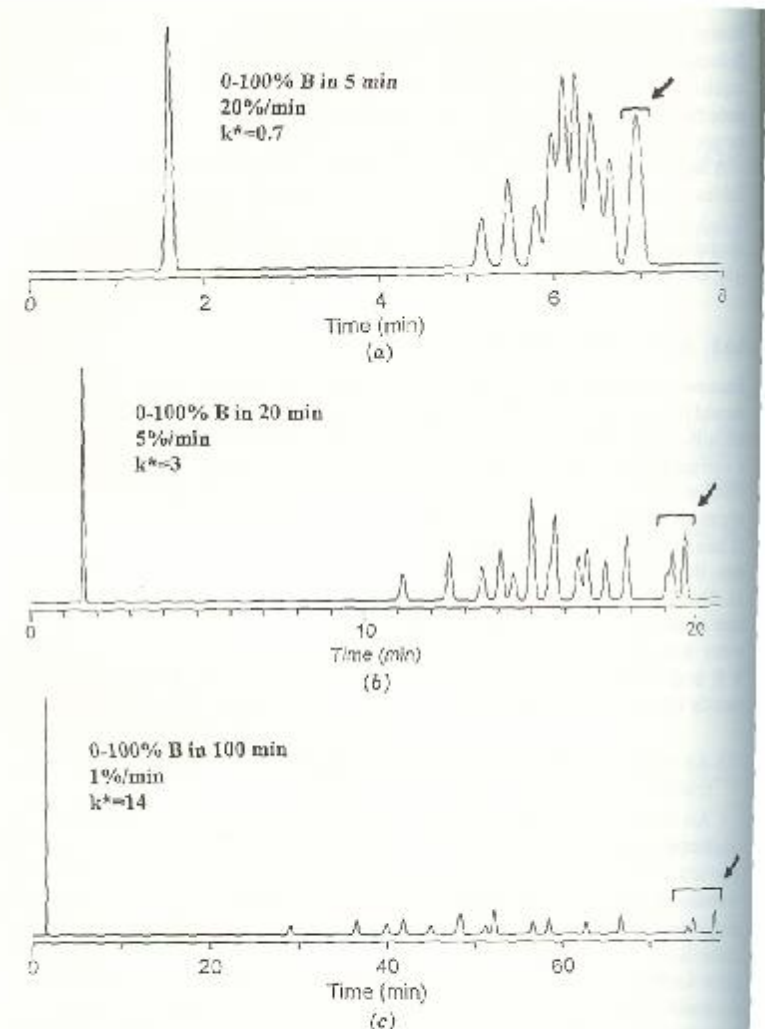 0-100% B in 5 min
20%/min
k*=0.7
0 2 4 6 8
Time (min)
(a)
0-100% B in 20 min
5%/min
k*=3
0 10 20
Time (min)
(b)
0-100% B in 100 min
1%/min
k*=14
0 20 40 60
Time (min)
(c)